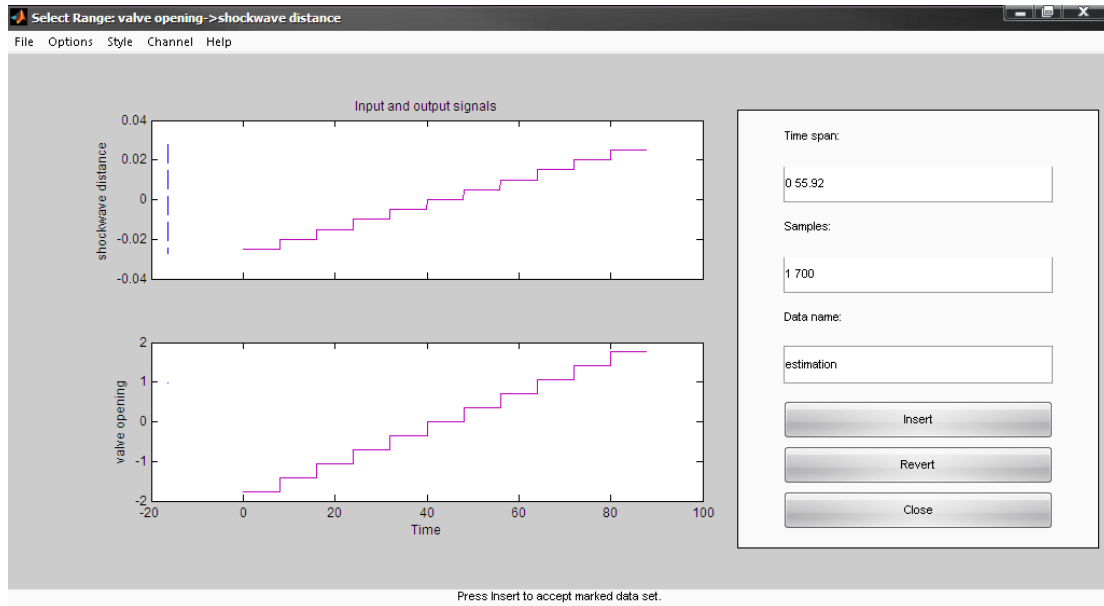 Select Range: valve opening->shockwave distance
File Options Style Channel Help
Input and output signals
0.04
0.02
0
-0.02
-0.04
shockwave distance
2
1
0
-1
-2
valve opening
-20 0 20 40 60 80 100
Time
Time span:
0 55.92
Samples:
1 700
Data name:
estimation
Insert
Revert
Close
Press Insert to accept marked data set.